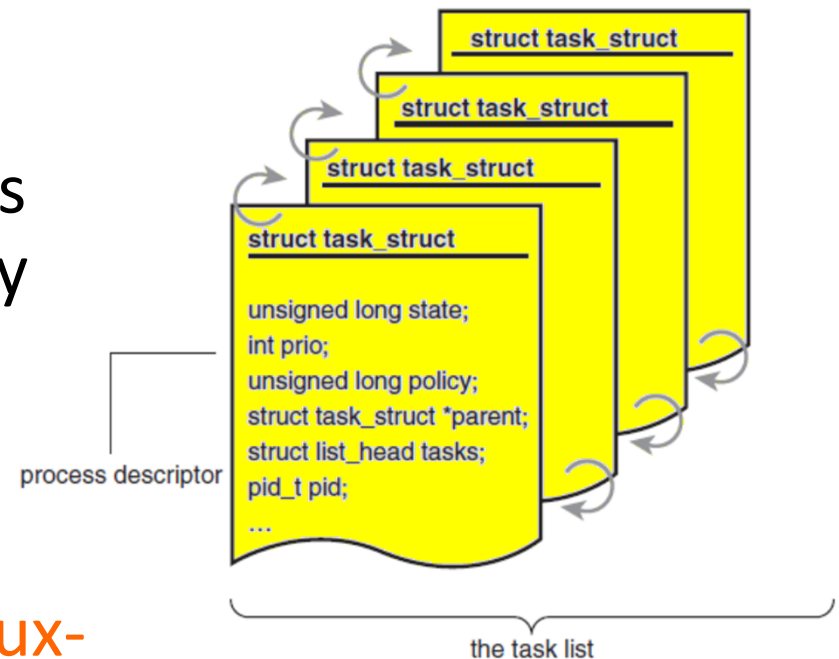 struct task_struct
struct task_struct
struct task_struct
s
struct task_struct
y
unsigned long state;
int prio;
unsigned long policy;
struct task_struct *parent;
struct list_head tasks;
process descriptor
pid_t pid;
...
ux-
the task list